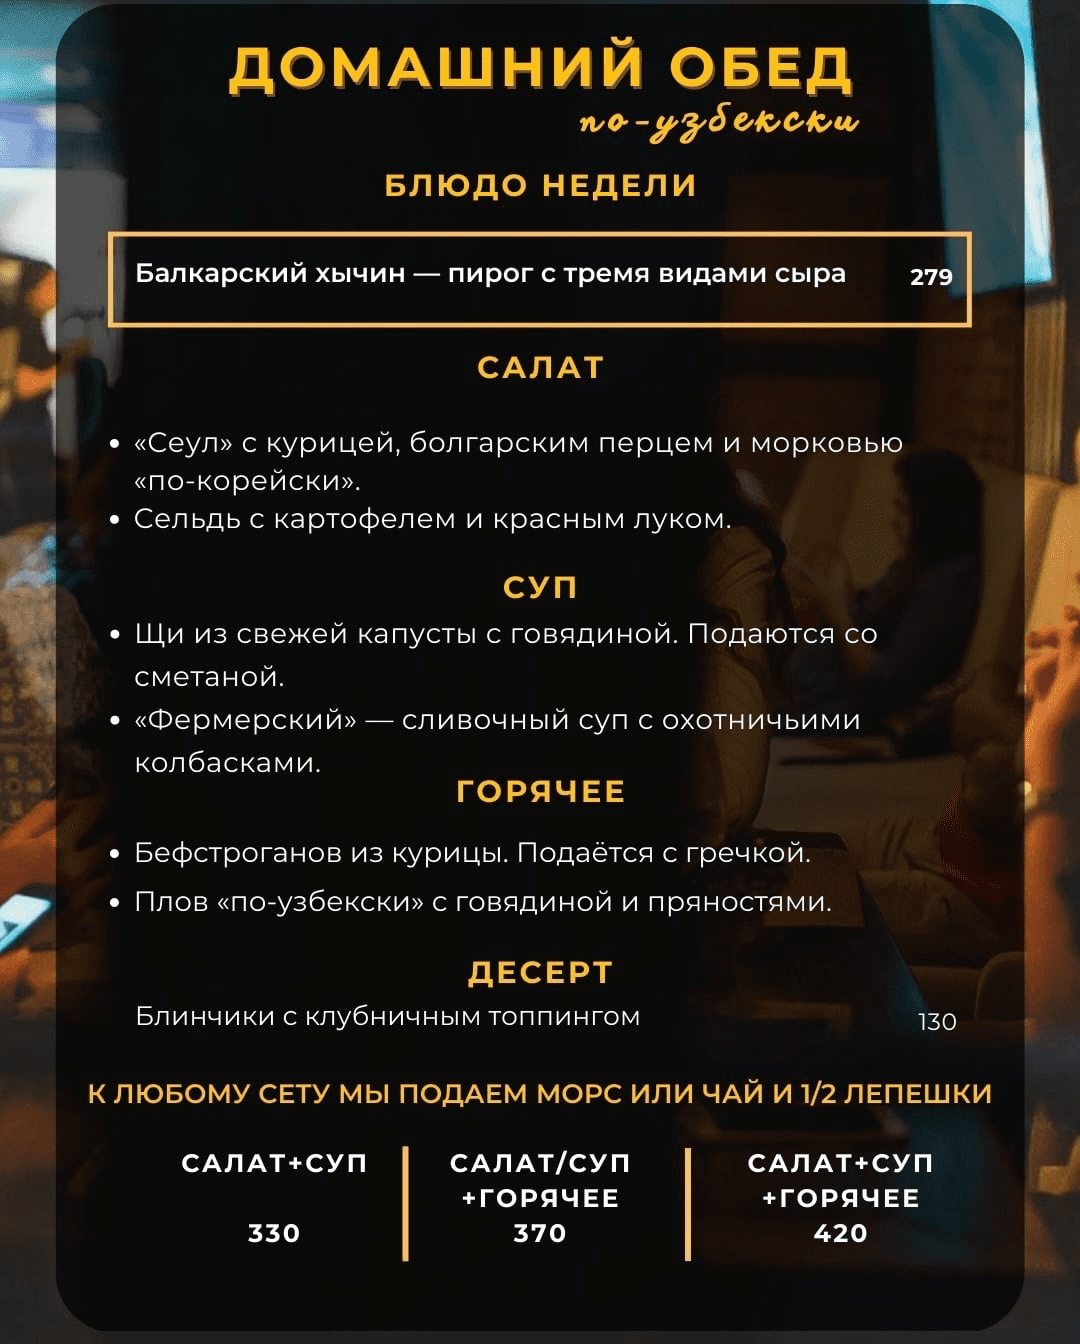 ДОМАШНИЙ ОБЕД
по-узбекски
БЛЮДО НЕДЕЛИ
Балкарский хычин — пирог с тремя видами сыра 279
САЛАТ
• «Сеул» с курицей, болгарским перцем и морковью
«по-корейски».
• Сельдь с картофелем и красным луком.
СУП
• Щи из свежей капусты с говядиной. Подаются со
сметаной.
• «Фермерский» — сливочный суп с охотничьими
колбасками.
ГОРЯЧЕЕ
• Бефстроганов из курицы. Подаётся с гречкой.
• Плов «по-узбекски» с говядиной и пряностями.
ДЕСЕРТ
Блинчики с клубничным топпингом 130
К ЛЮБОМУ СЕТУ МЫ ПОДАЕМ МОРС ИЛИ ЧАЙ И 1/2 ЛЕПЕШКИ
САЛАТ+СУП
330
САЛАТ/СУП
+ГОРЯЧЕЕ
370
САЛАТ+СУП
+ГОРЯЧЕЕ
420